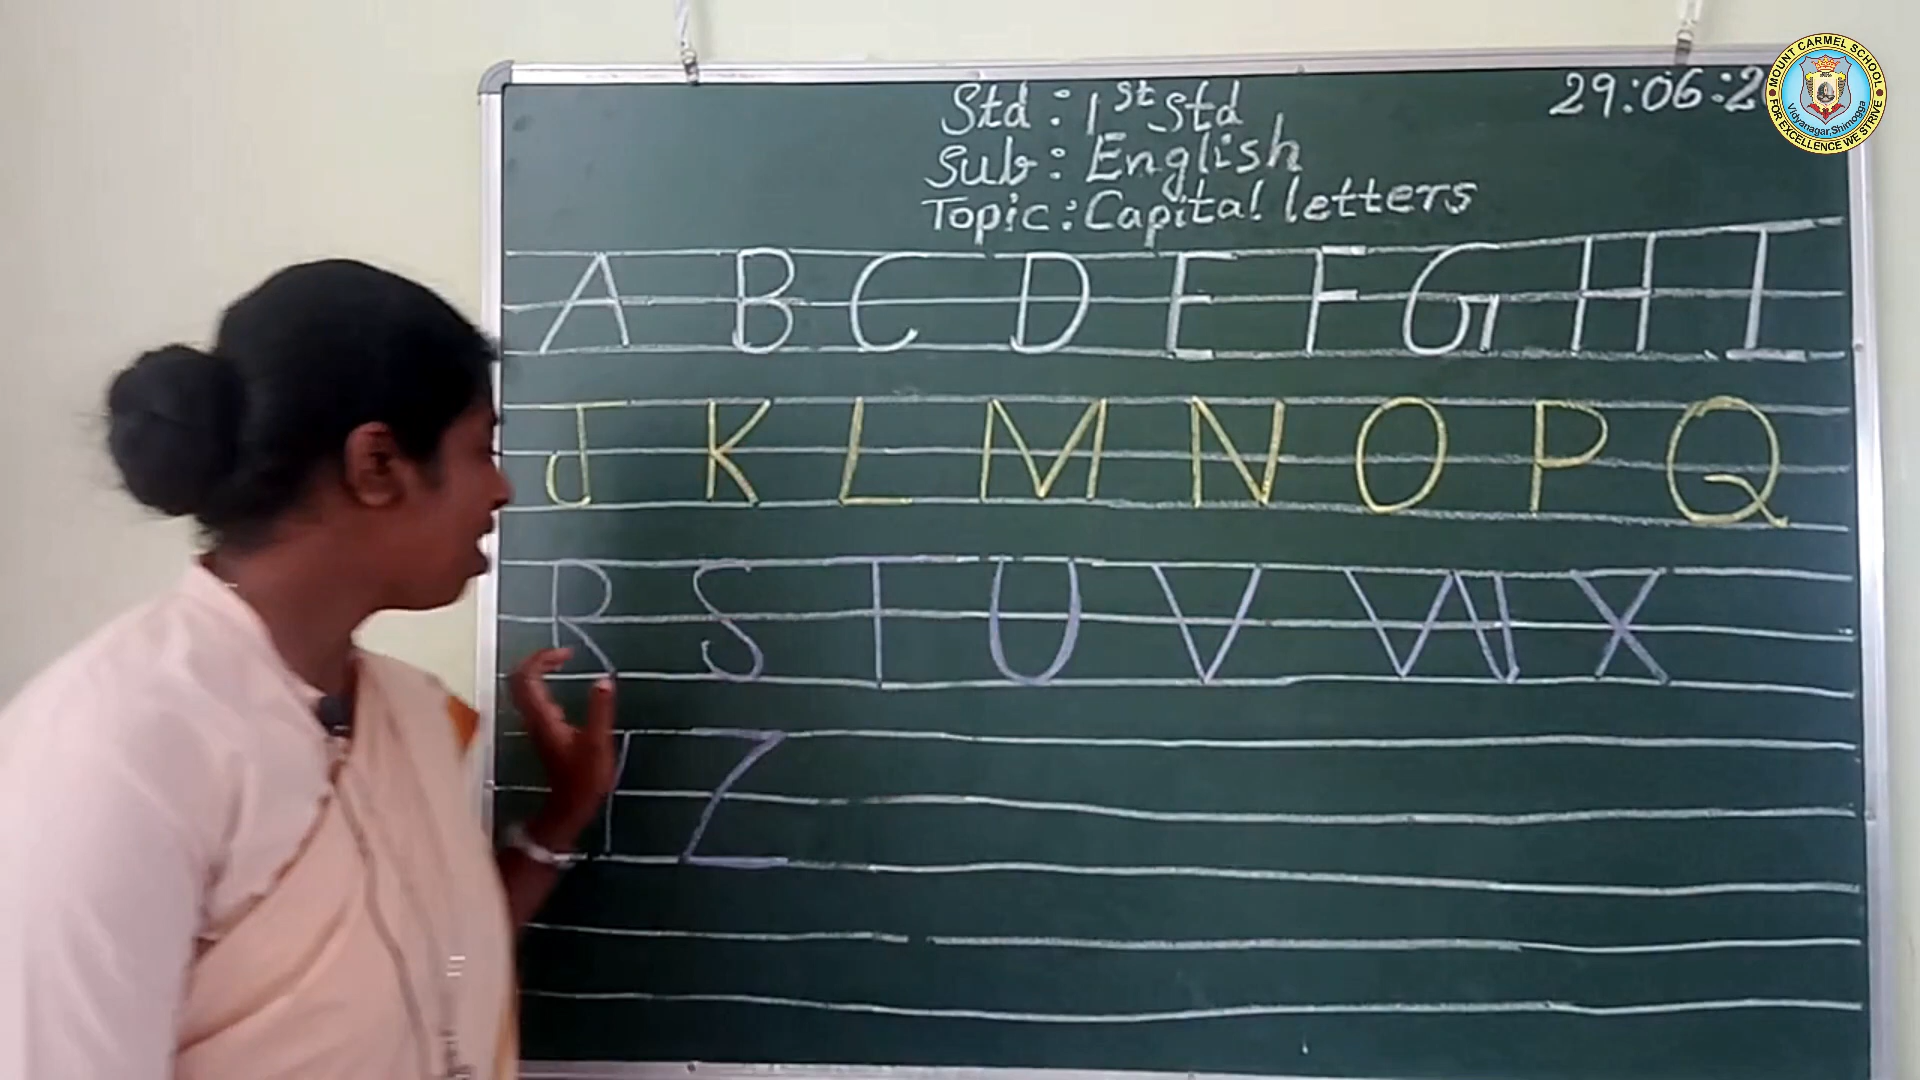 Std : 1st std
29:06:2
Sub : English
Topic : Capital letters
A B C D E F G H I
J K L M N O P Q
R S T U V W X
Y Z
MOUNT CARMEL SCHOOL
Vidyanagar, Shimogga
FOR EXCELLENCE WE STRIVE